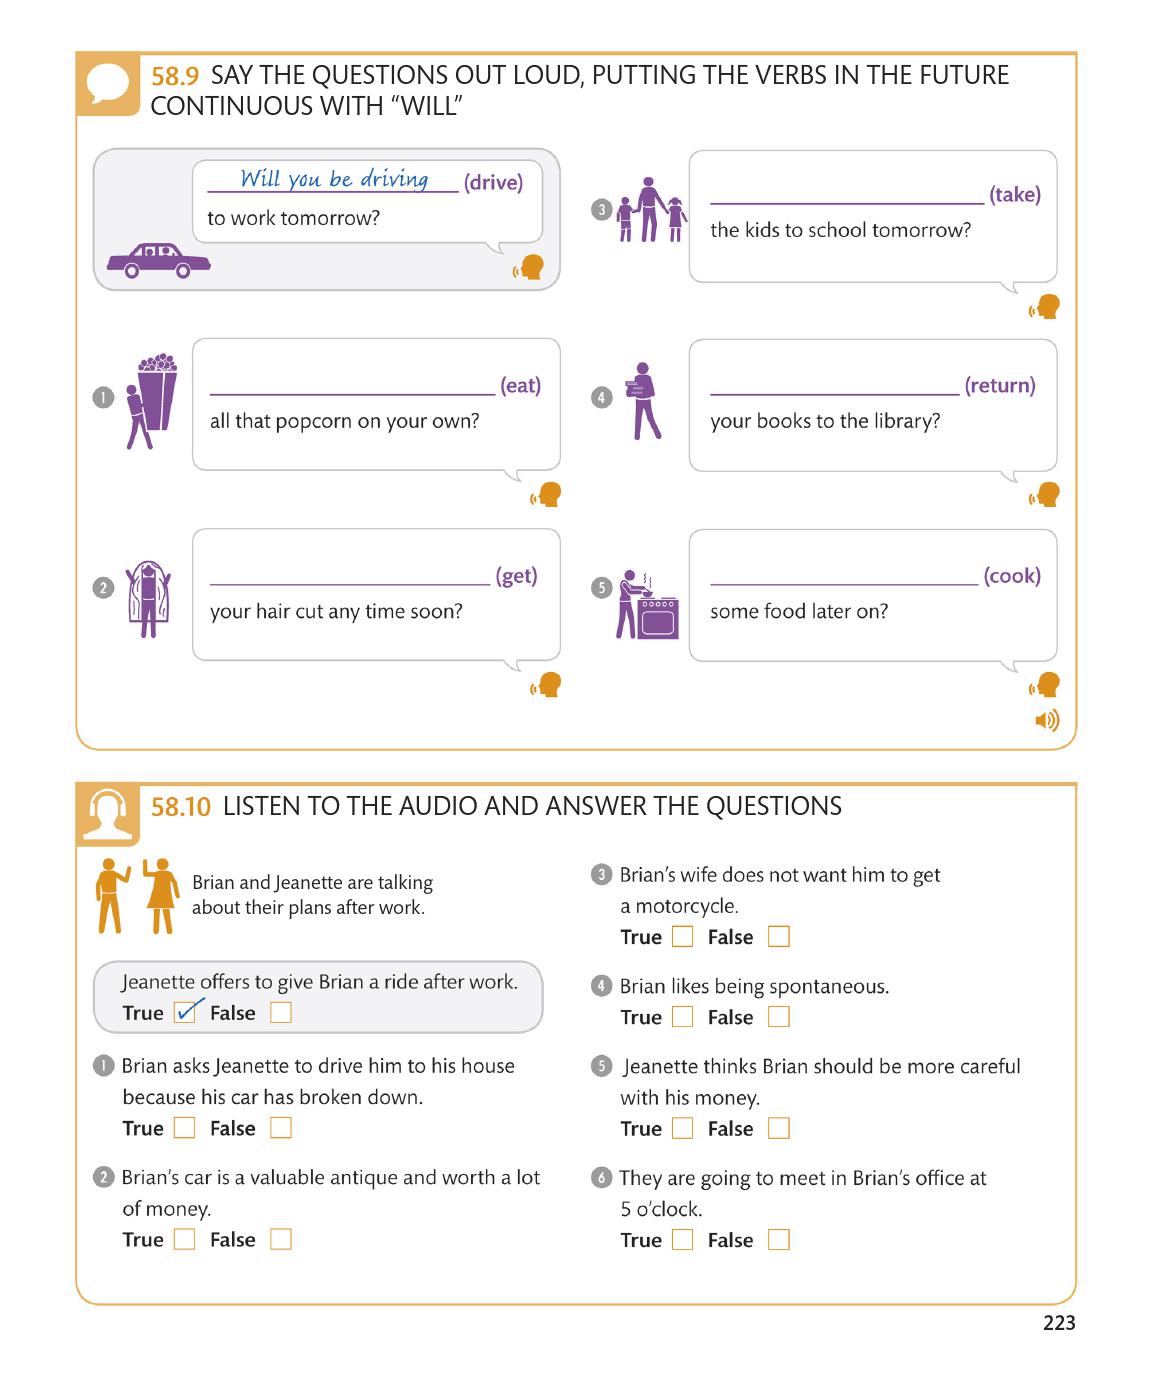 58.9 SAY THE QUESTIONS OUT LOUD, PUTTING THE VERBS IN THE FUTURE
CONTINUOUS WITH “WILL”
Will you be driving (drive)
to work tomorrow?
1
(eat)
all that popcorn on your own?
2
(get)
your hair cut any time soon?
3
(take)
the kids to school tomorrow?
4
(return)
your books to the library?
5
(cook)
some food later on?
58.10 LISTEN TO THE AUDIO AND ANSWER THE QUESTIONS
Brian and Jeanette are talking
about their plans after work.
Jeanette offers to give Brian a ride after work.
True False
1 Brian asks Jeanette to drive him to his house
because his car has broken down.
True False
2 Brian’s car is a valuable antique and worth a lot
of money.
True False
3 Brian’s wife does not want him to get
a motorcycle.
True False
4 Brian likes being spontaneous.
True False
5 Jeanette thinks Brian should be more careful
with his money.
True False
6 They are going to meet in Brian’s office at
5 o’clock.
True False
223